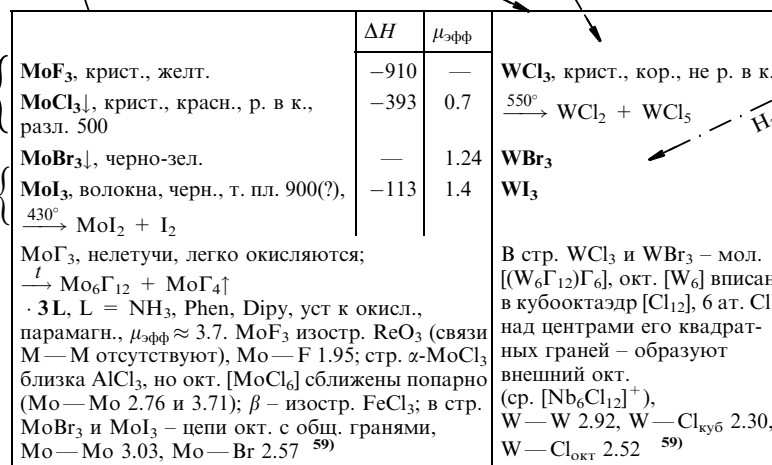 ΔH μэфф
MoF₃, крист., желт. −910 —
MoCl₃↓, крист., красн., р. в к., −393 0.7
разл. 500
MoBr₃↓, черно-зел. — 1.24
MoI₃, волокна, черн., т. пл. 900(?), −113 1.4
430° → MoI₂ + I₂
MoГ₃, нелетучи, легко окисляются;
t → Mo₆Г₁₂ + MoГ₄↑
· 3L, L = NH₃, Phen, Dipy, уст к окисл.,
парамагн., μэфф ≈ 3.7. MoF₃ изостр. ReO₃ (связи
M—M отсутствуют), Mo—F 1.95; стр. α-MoCl₃
близка AlCl₃, но окт. [MoCl₆] сближены попарно
(Mo—Mo 2.76 и 3.71); β – изостр. FeCl₃; в стр.
MoBr₃ и MoI₃ – цепи окт. с общ. гранями,
Mo—Mo 3.03, Mo—Br 2.57 59)
WCl₃, крист., кор., не р. в к.
550° → WCl₂ + WCl₅
WBr₃
WI₃
В стр. WCl₃ и WBr₃ – мол.
[(W₆Г₁₂)Г₆], окт. [W₆] вписан
в кубооктаэдр [Cl₁₂], 6 ат. Cl
над центрами его квадрат-
ных граней – образуют
внешний окт.
(ср. [Nb₆Cl₁₂]⁺),
W—W 2.92, W—Clкуб 2.30,
W—Clокт 2.52 59)